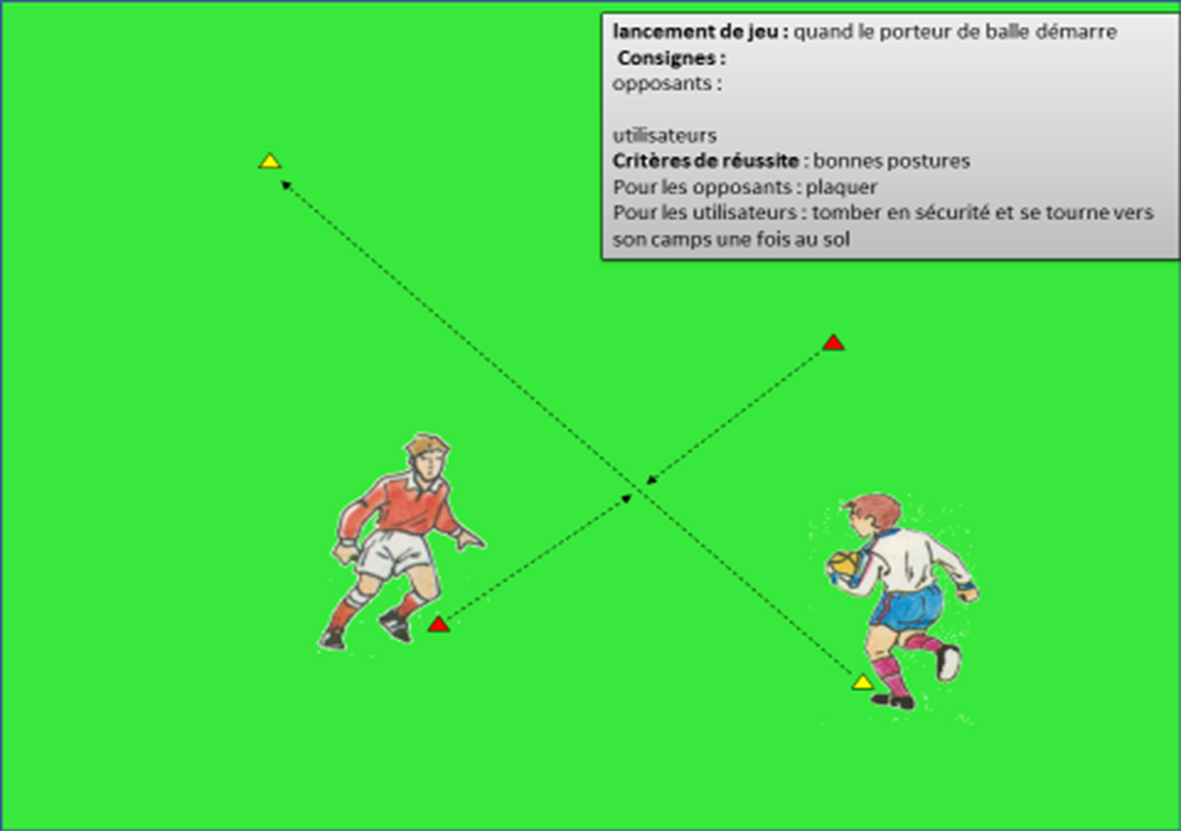 lancement de jeu : quand le porteur de balle démarre
Consignes :
opposants :
utilisateurs
Critères de réussite : bonnes postures
Pour les opposants : plaquer
Pour les utilisateurs : tomber en sécurité et se tourne vers
son camps une fois au sol